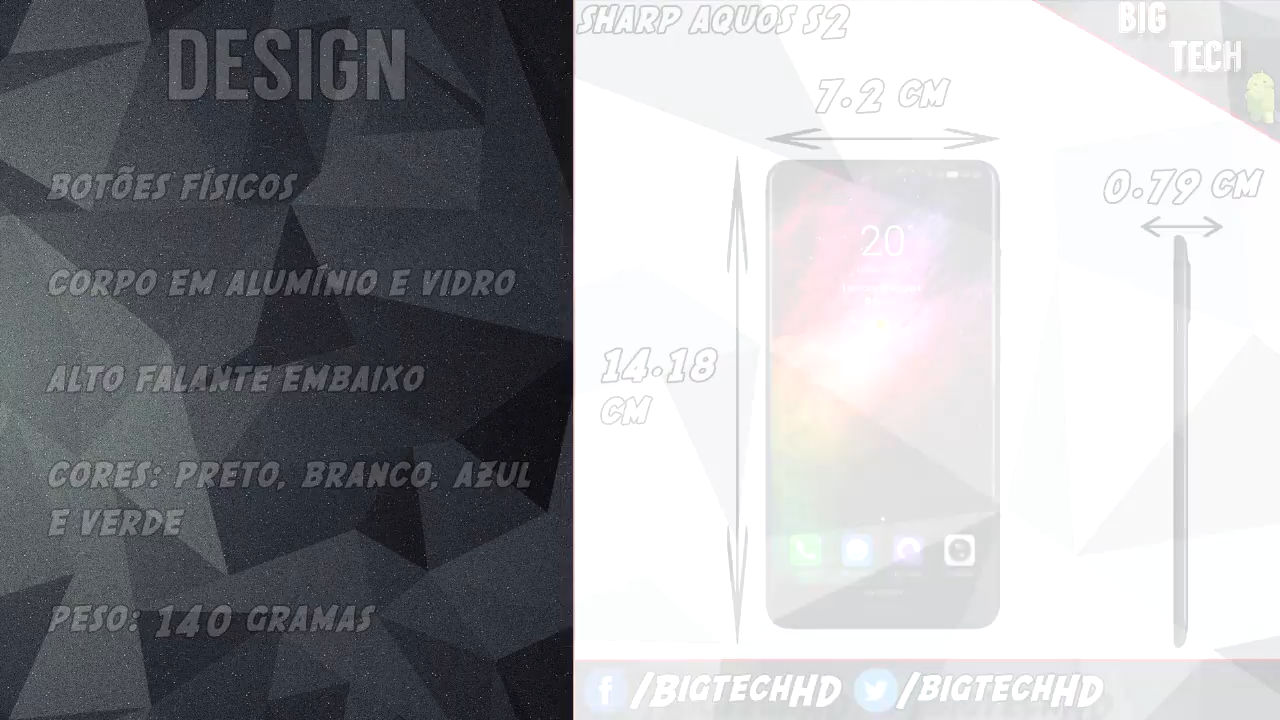 DESIGN
BOTÕES FÍSICOS
CORPO EM ALUMÍNIO E VIDRO
ALTO FALANTE EMBAIXO
CORES: PRETO, BRANCO, AZUL
E VERDE
PESO: 140 GRAMAS
SHARP AQUOS S2
BIG
TECH
7.2 CM
0.79 CM
20°
14.18
CM
/BIGTECHHD
/BIGTECHHD